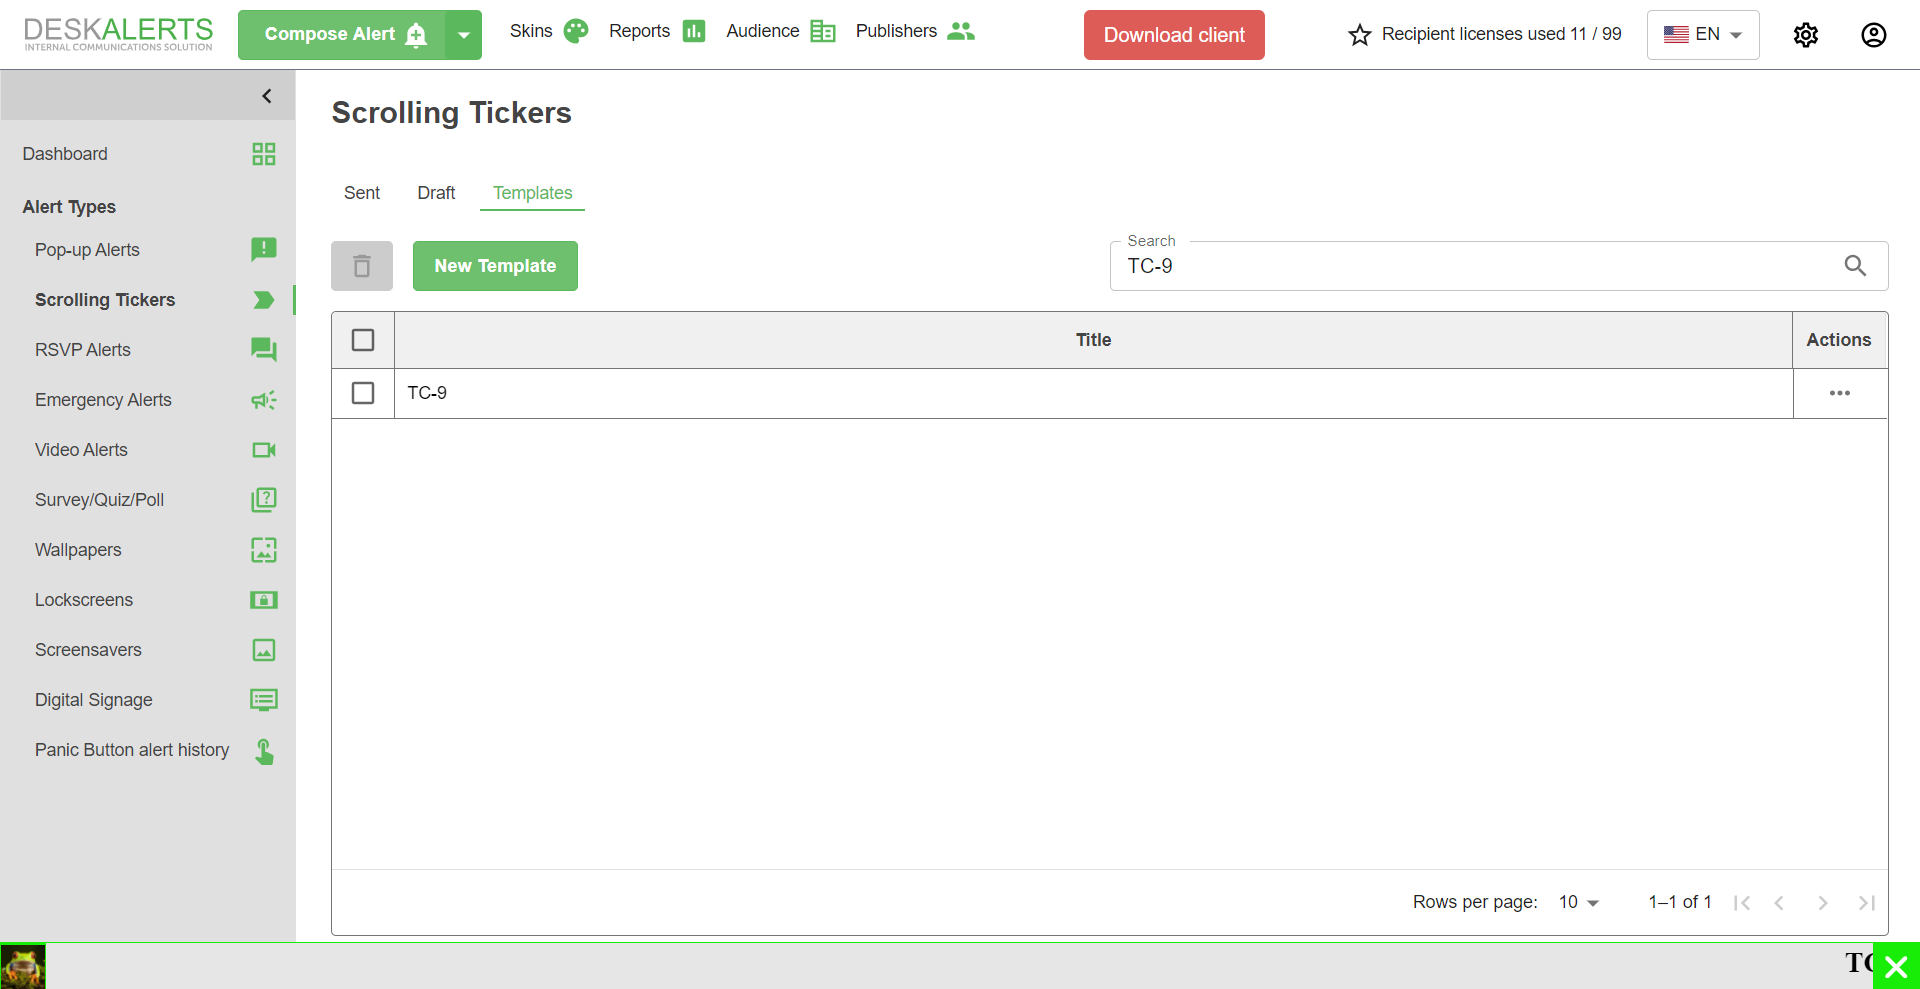 DESKALERTS
INTERNAL COMMUNICATIONS SOLUTION
Compose Alert
Skins
Reports
Audience
Publishers
Download client
Recipient licenses used 11 / 99
EN
Dashboard
Alert Types
Pop-up Alerts
Scrolling Tickers
RSVP Alerts
Emergency Alerts
Video Alerts
Survey/Quiz/Poll
Wallpapers
Lockscreens
Screensavers
Digital Signage
Panic Button alert history
Scrolling Tickers
Sent
Draft
Templates
New Template
Search
TC-9
Title
Actions
TC-9
Rows per page:
10
1–1 of 1